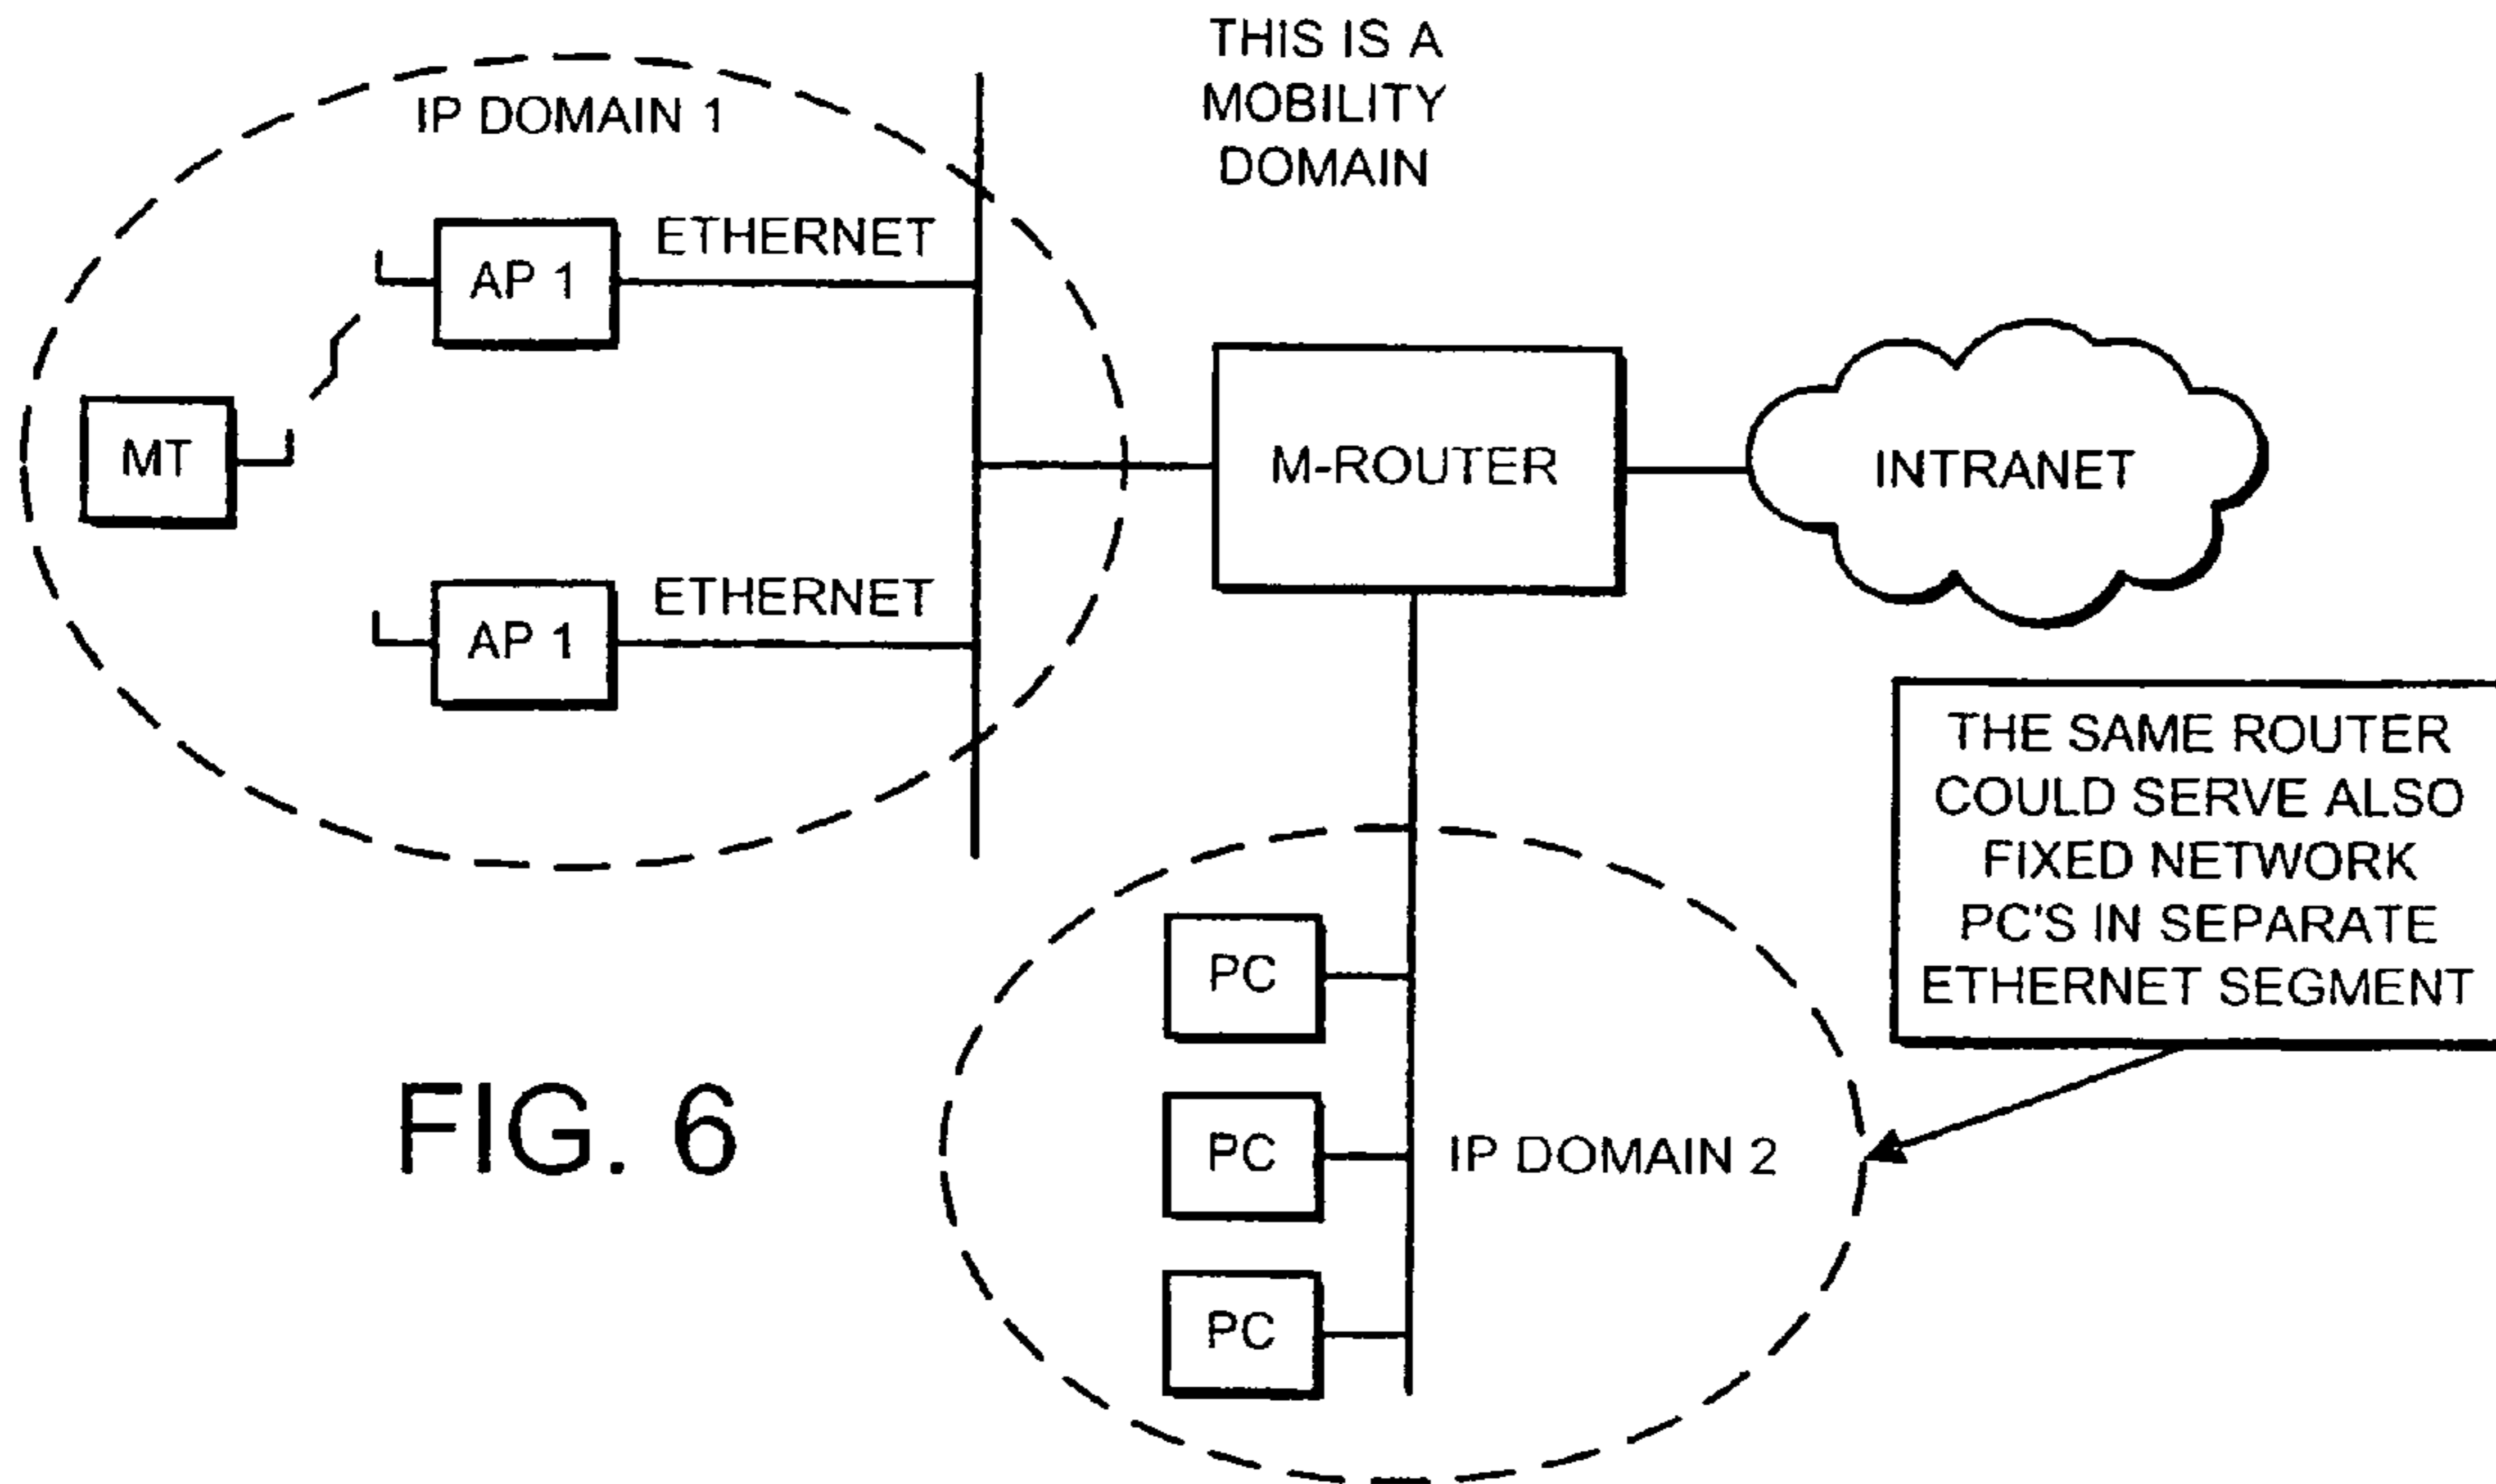 THIS IS A
MOBILITY
DOMAIN
IP DOMAIN 1
ETHERNET
AP 1
MT
M-ROUTER
INTRANET
ETHERNET
AP 1
THE SAME ROUTER
COULD SERVE ALSO
FIXED NETWORK
PC'S IN SEPARATE
ETHERNET SEGMENT
PC
PC
IP DOMAIN 2
PC
FIG. 6